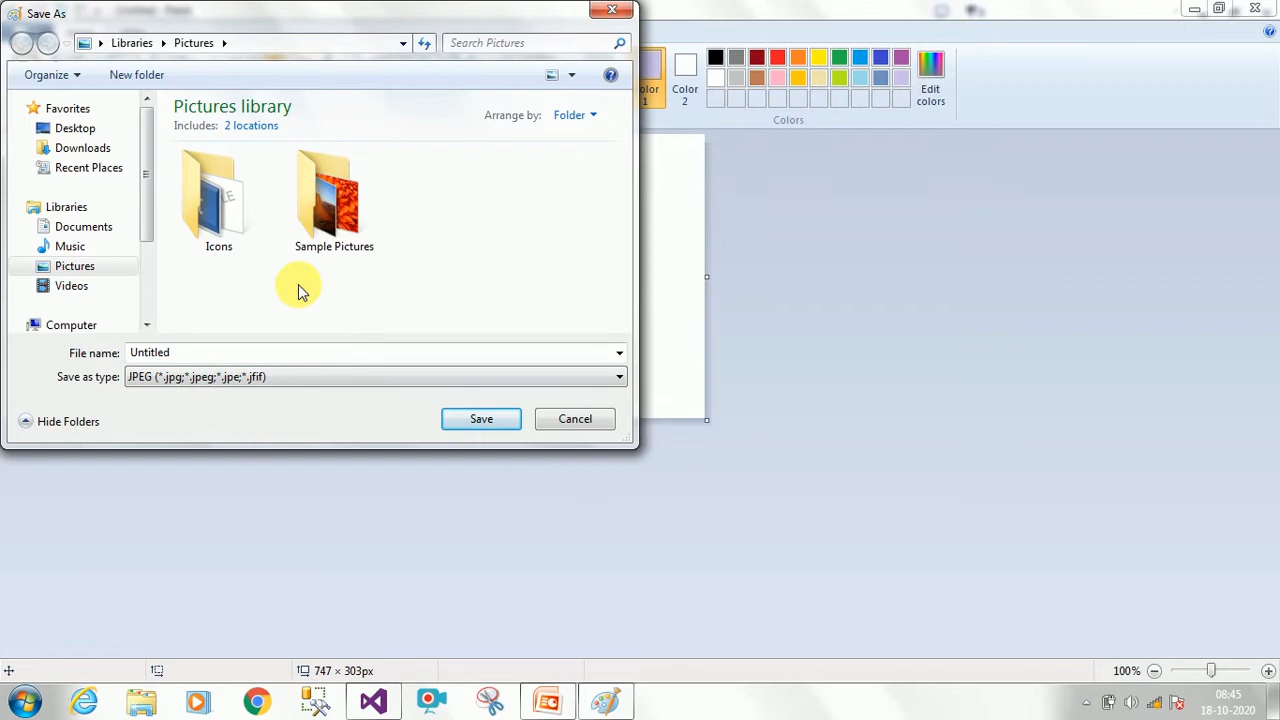 Save As
Libraries Pictures
Search Pictures
Organize New folder
Favorites
Desktop
Downloads
Recent Places
Libraries
Documents
Music
Pictures
Videos
Computer
Pictures library
Includes: 2 locations
Arrange by: Folder
Icons
Sample Pictures
File name: Untitled
Save as type: JPEG (*.jpg;*.jpeg;*.jpe;*.jfif)
Hide Folders
Save
Cancel
Color
2
Edit
colors
Colors
747 × 303px
100%
08:45
18-10-2020